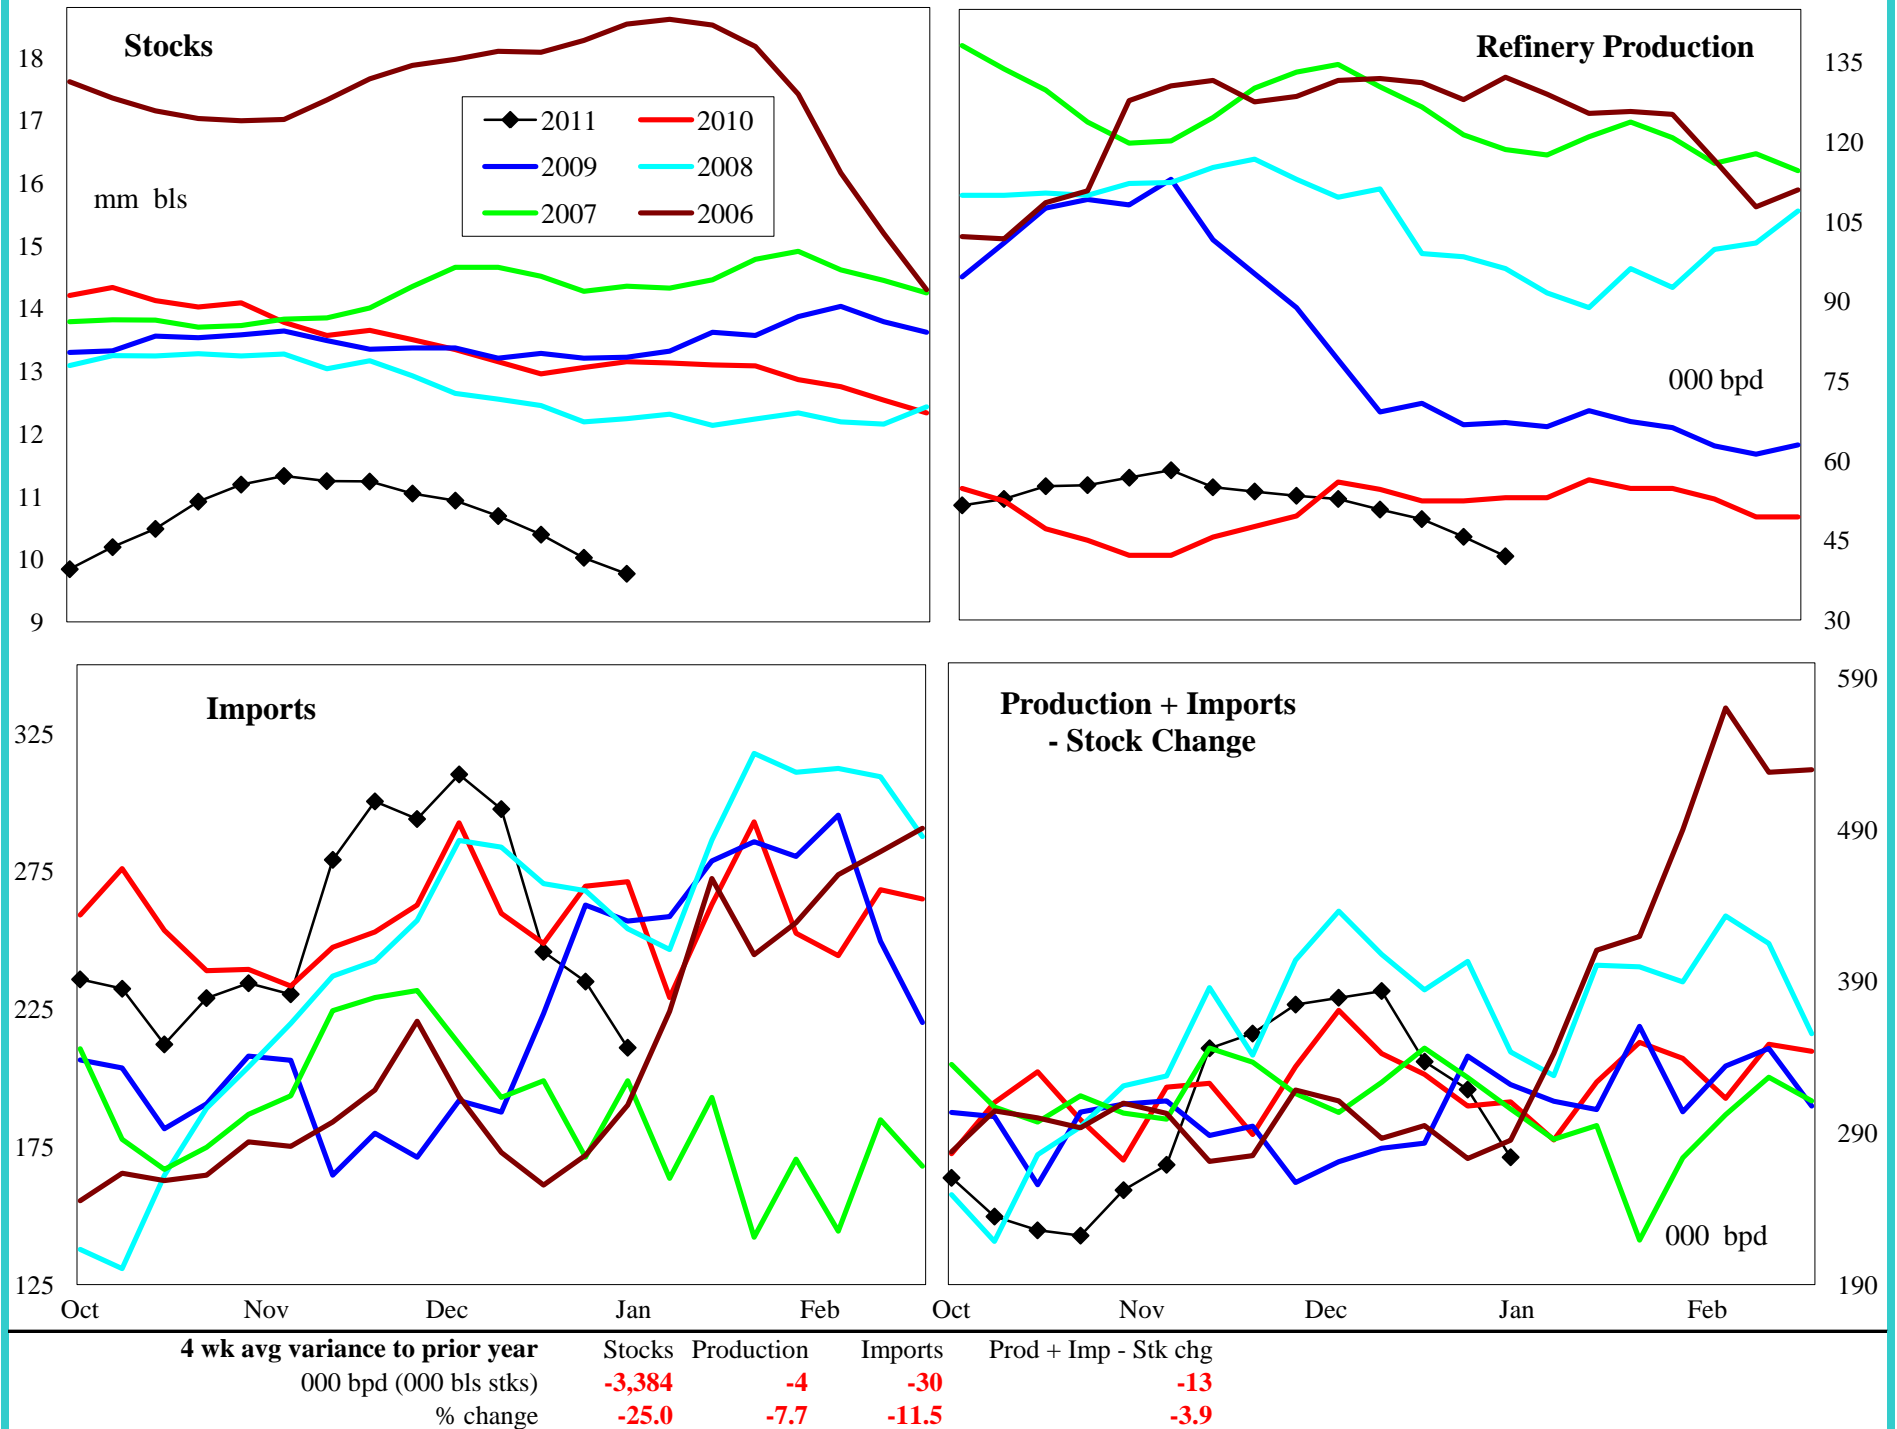 Stocks
18
17
16
15
14
13
12
11
10
9
mm bls
2011 2010
2009 2008
2007 2006
Refinery Production
135
120
105
90
75
60
45
30
000 bpd
Imports
325
275
225
175
125
Oct Nov Dec Jan Feb
Production + Imports
- Stock Change
590
490
390
290
190
000 bpd
Oct Nov Dec Jan Feb
4 wk avg variance to prior year Stocks Production Imports Prod + Imp - Stk chg
000 bpd (000 bls stks) -3,384 -4 -30 -13
% change -25.0 -7.7 -11.5 -3.9